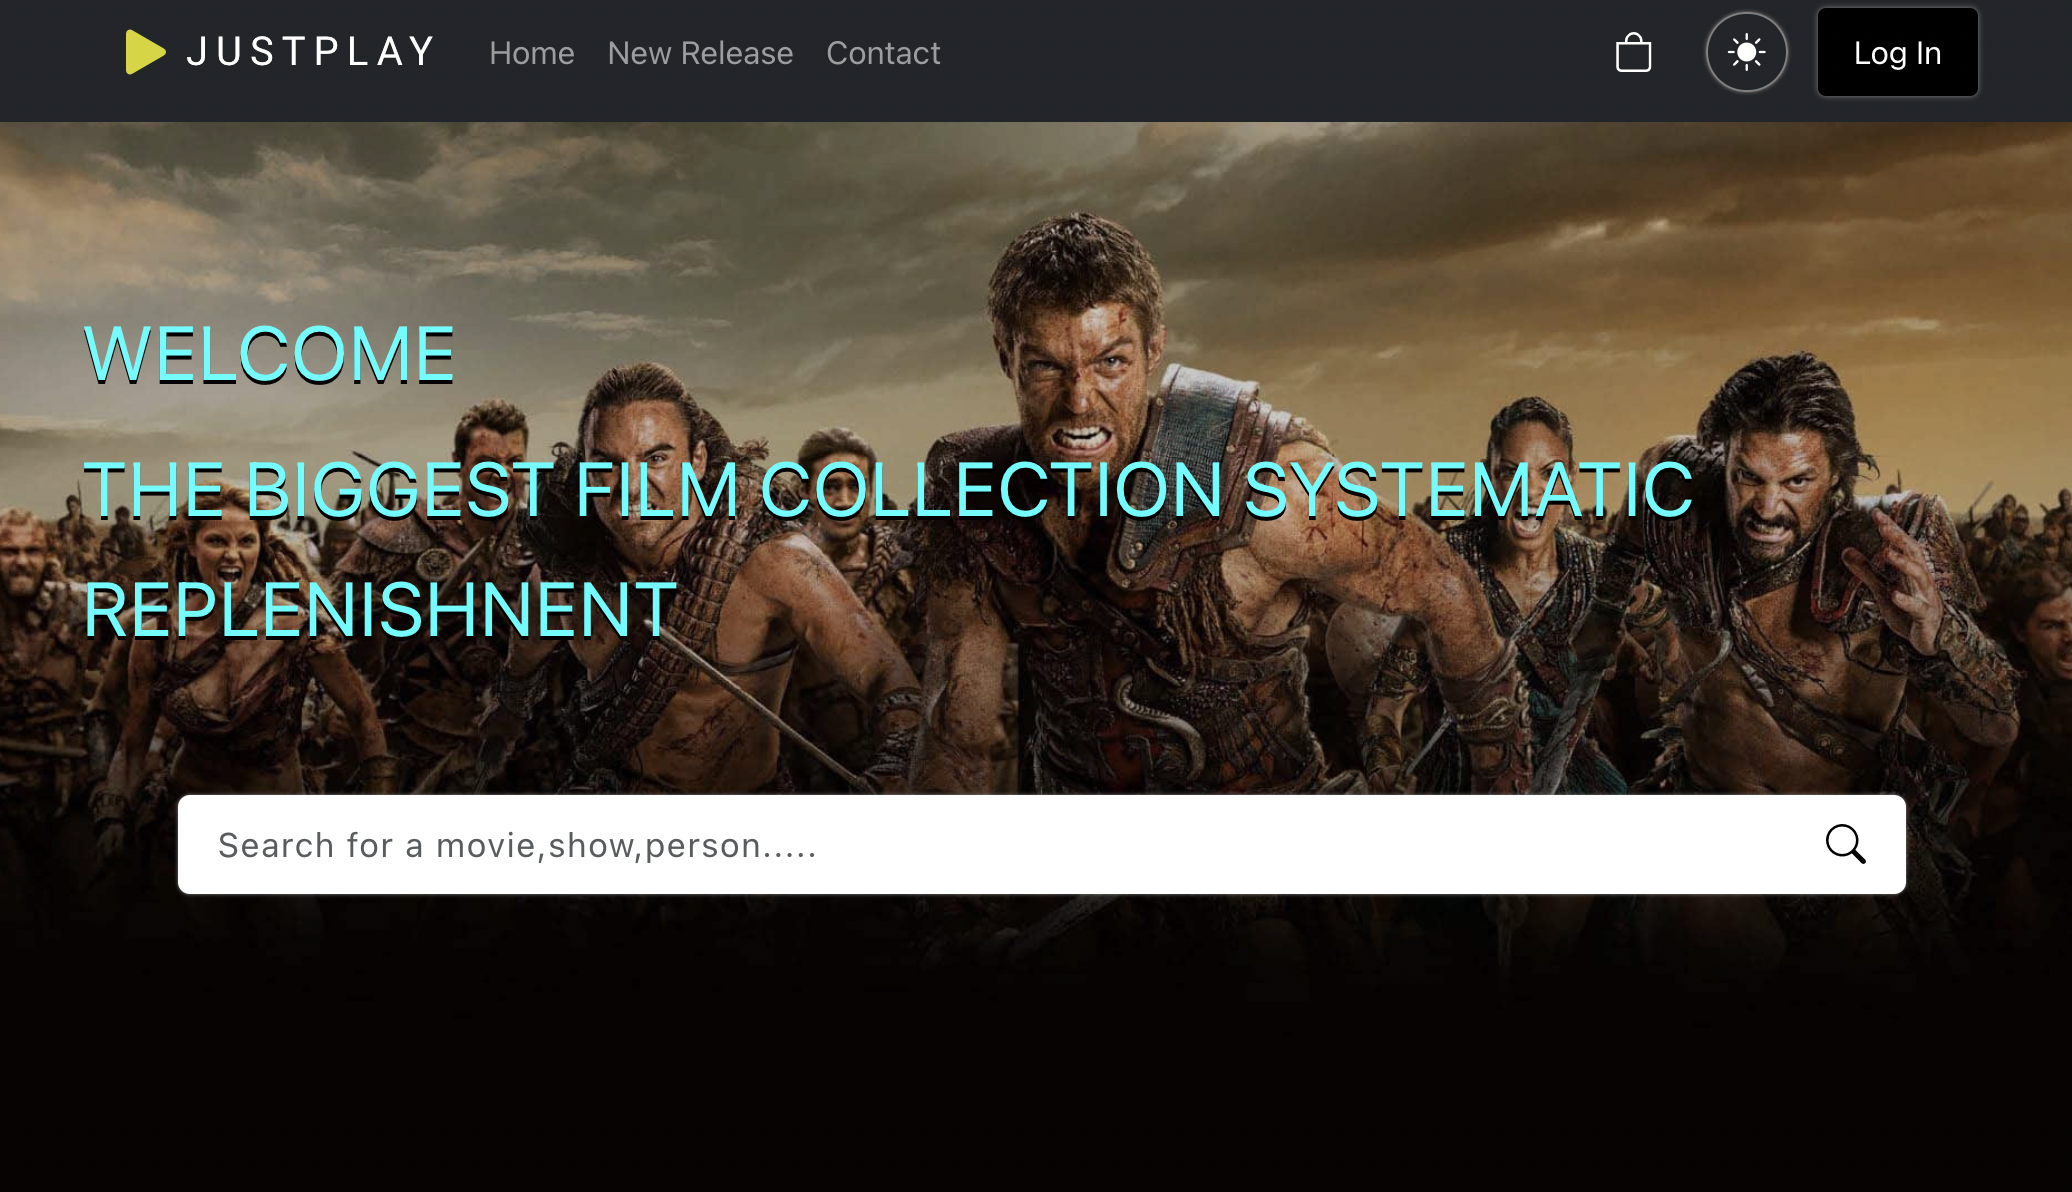 JUSTPLAY Home New Release Contact Log In
WELCOME
THE BIGGEST FILM COLLECTION SYSTEMATIC
REPLENISHNENT
Search for a movie,show,person.....